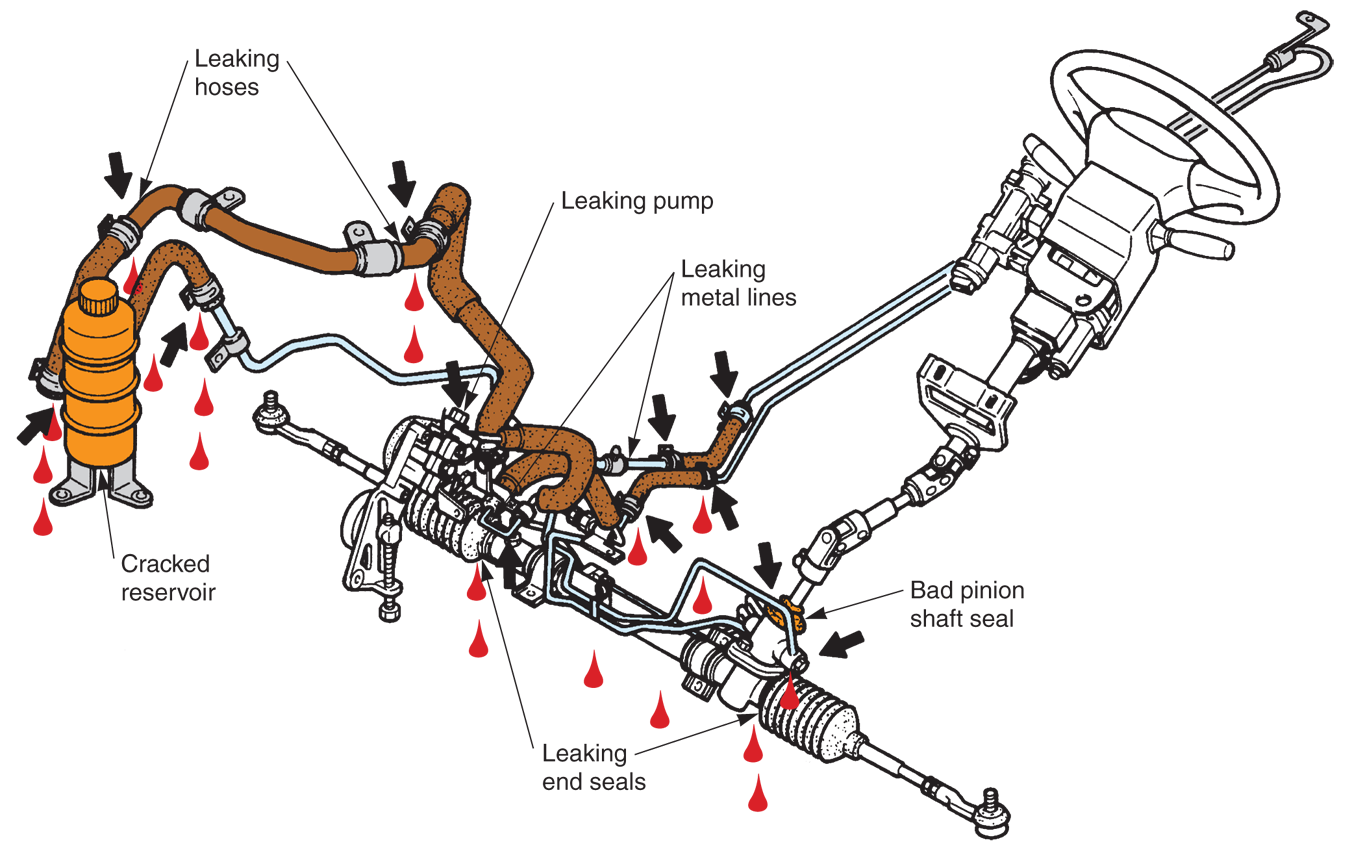 Leaking
hoses
Leaking pump
Leaking
metal lines
Cracked
reservoir
Bad pinion
shaft seal
Leaking
end seals